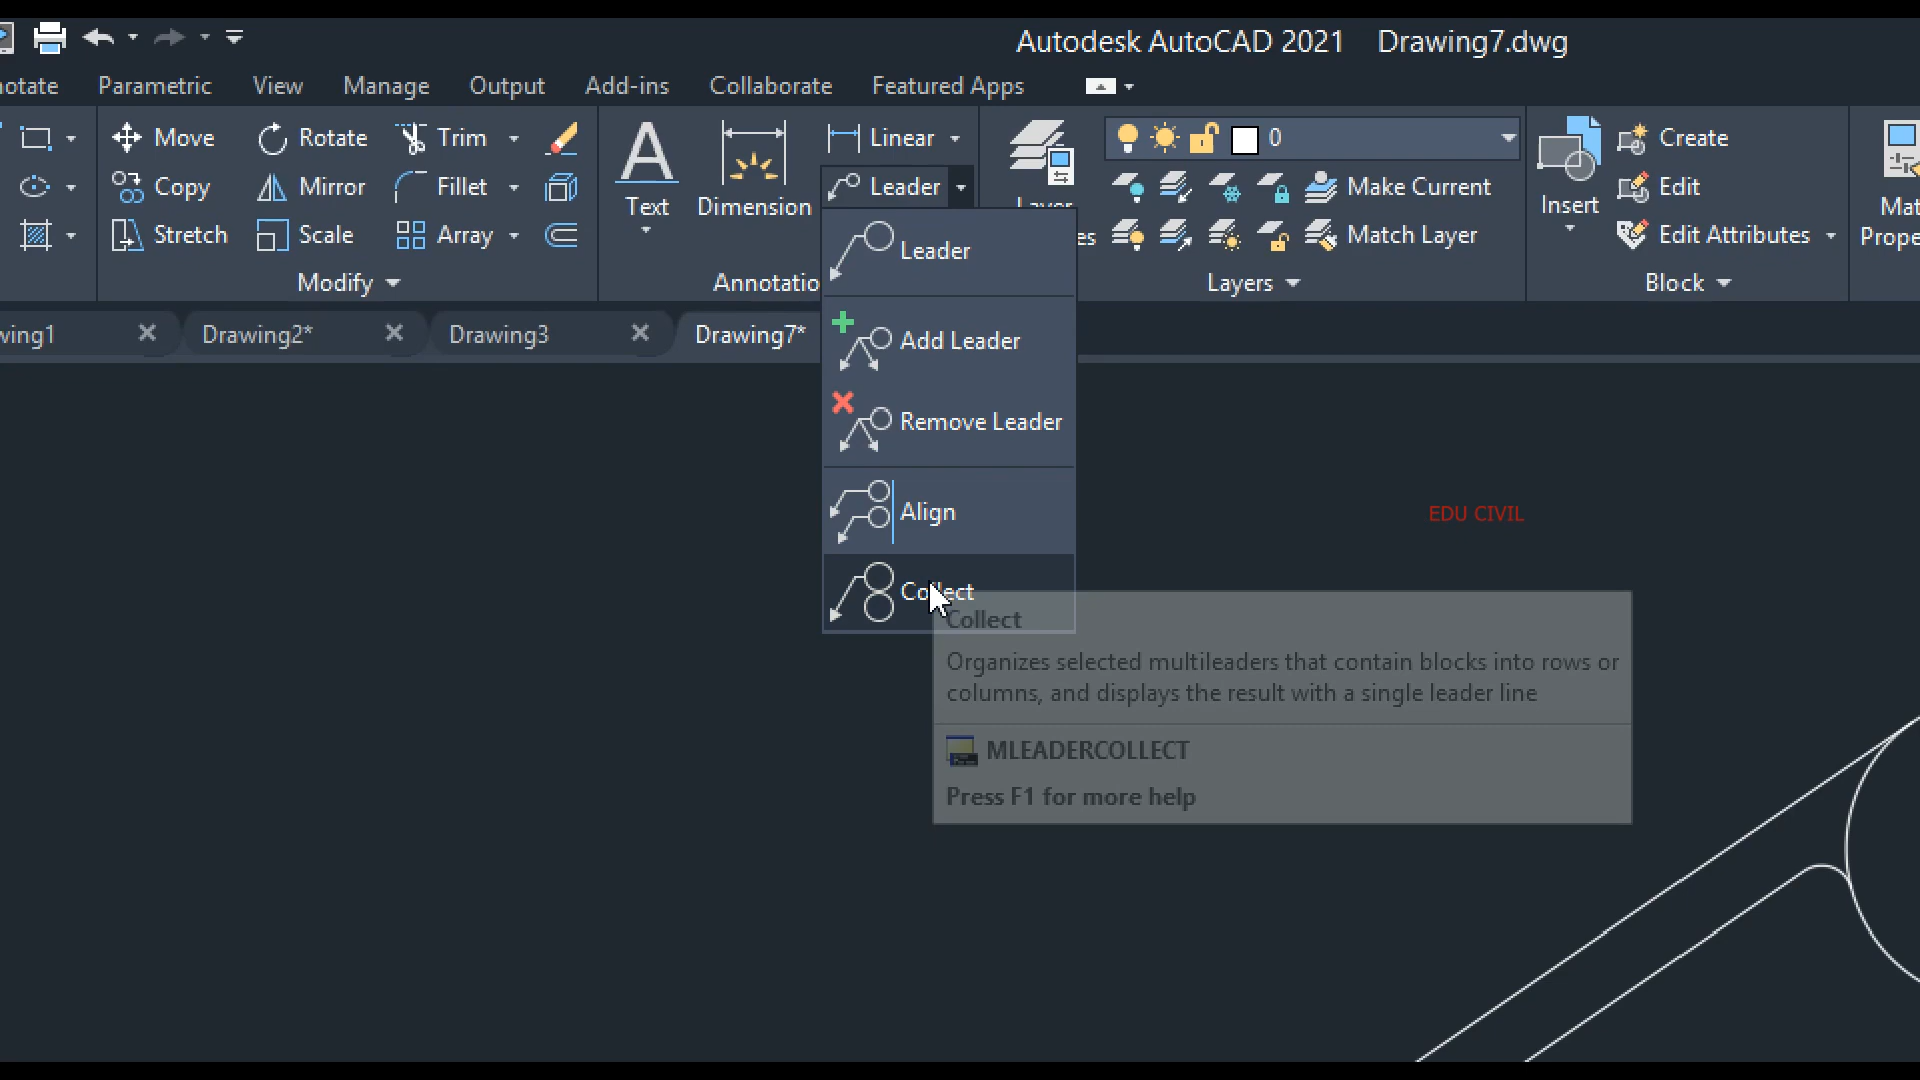 Autodesk AutoCAD 2021 Drawing7.dwg
otate Parametric View Manage Output Add-ins Collaborate Featured Apps
Move Rotate Trim Linear 0 Create
Copy Mirror Fillet Leader Make Current Edit
Text Dimension Layer Insert Mat
Stretch Scale Array es Match Layer Edit Attributes Prope
Modify Annotatio Layers Block
Leader
wing1 Drawing2* Drawing3 Drawing7*
Add Leader
Remove Leader
Align
EDU CIVIL
Collect
Collect
Organizes selected multileaders that contain blocks into rows or
columns, and displays the result with a single leader line
MLEADERCOLLECT
Press F1 for more help